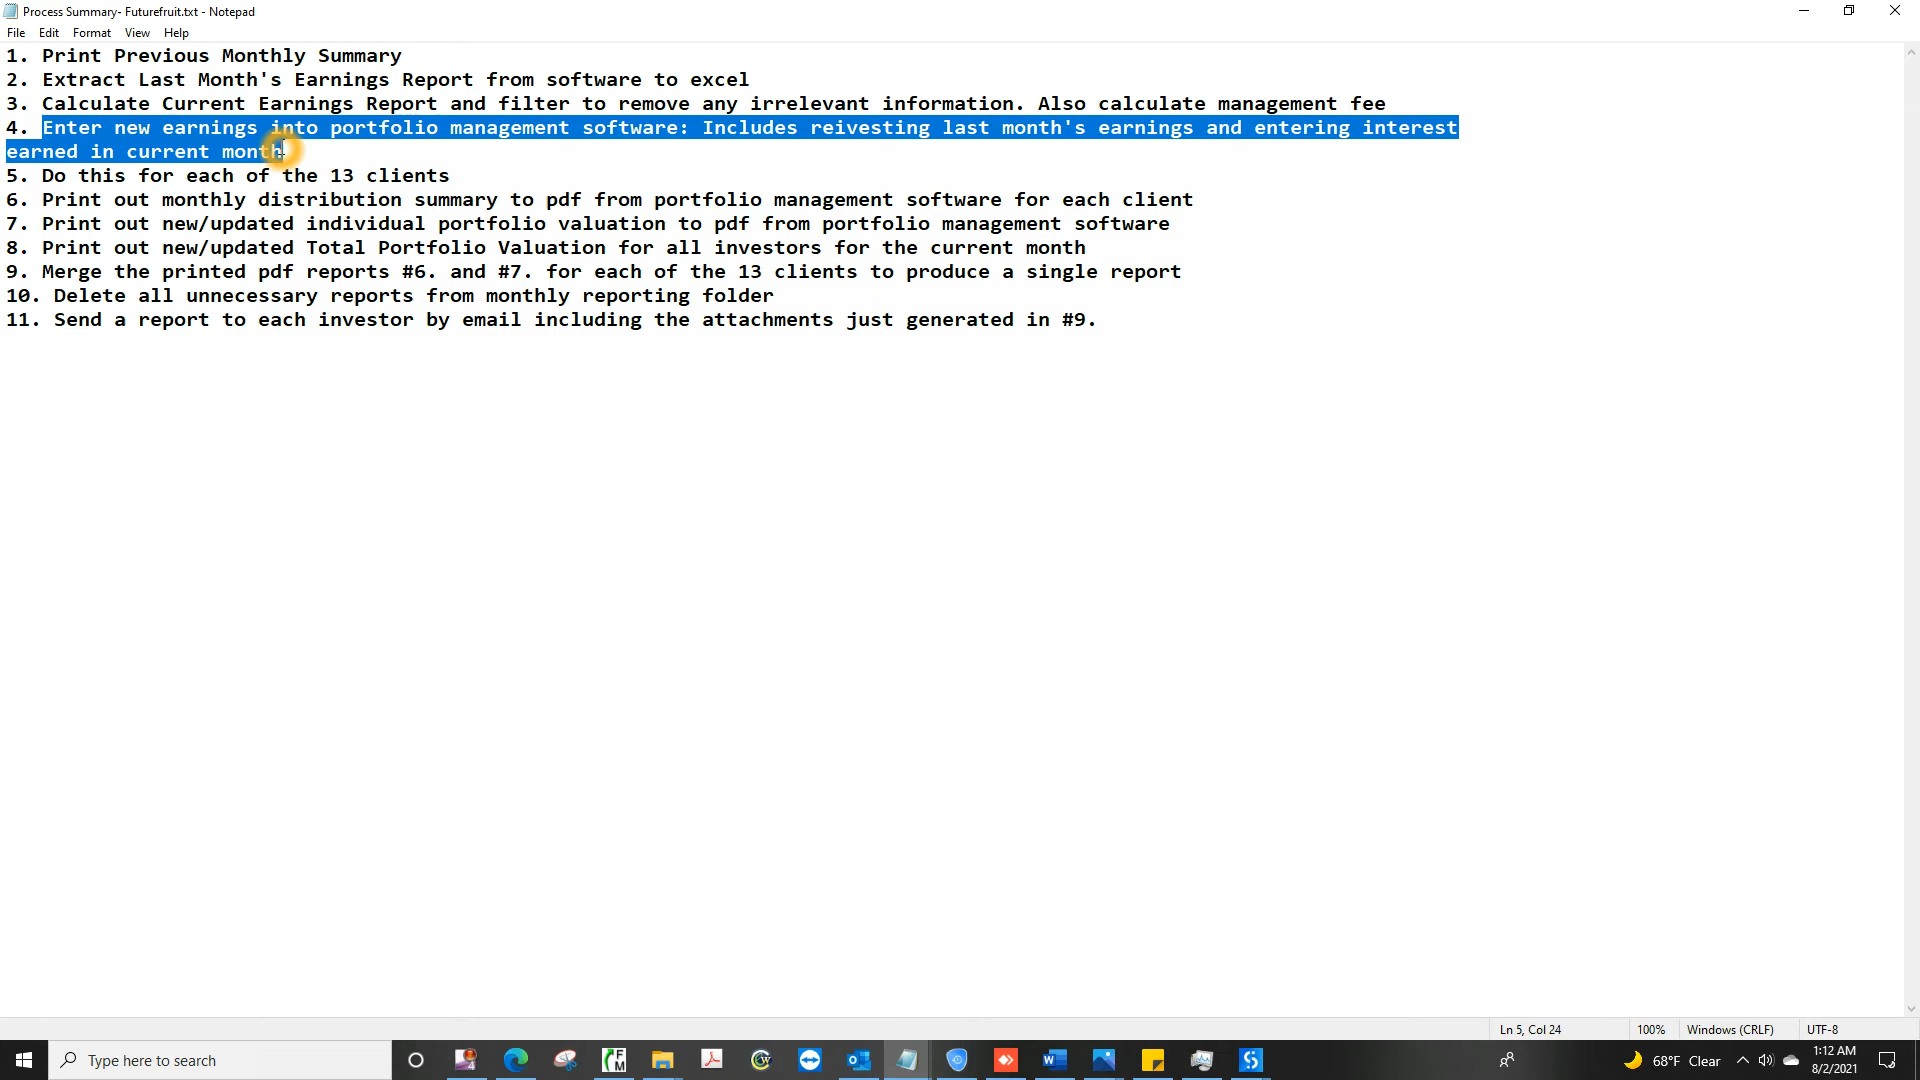 Process Summary- Futurefruit.txt - Notepad
File Edit Format View Help
1. Print Previous Monthly Summary
2. Extract Last Month's Earnings Report from software to excel
3. Calculate Current Earnings Report and filter to remove any irrelevant information. Also calculate management fee
4. Enter new earnings into portfolio management software: Includes reivesting last month's earnings and entering interest
earned in current month
5. Do this for each of the 13 clients
6. Print out monthly distribution summary to pdf from portfolio management software for each client
7. Print out new/updated individual portfolio valuation to pdf from portfolio management software
8. Print out new/updated Total Portfolio Valuation for all investors for the current month
9. Merge the printed pdf reports #6. and #7. for each of the 13 clients to produce a single report
10. Delete all unnecessary reports from monthly reporting folder
11. Send a report to each investor by email including the attachments just generated in #9.
Ln 5, Col 24 100% Windows (CRLF) UTF-8
Type here to search
68°F Clear
1:12 AM
8/2/2021